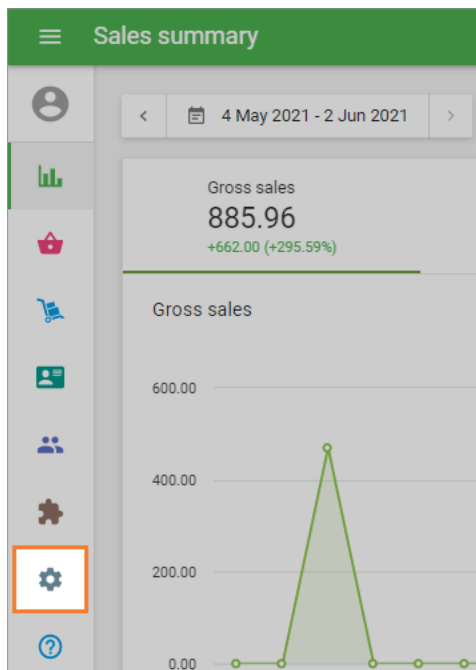 Sales summary
4 May 2021 - 2 Jun 2021
Gross sales
885.96
+662.00 (+295.59%)
Gross sales
600.00
400.00
200.00
0.00